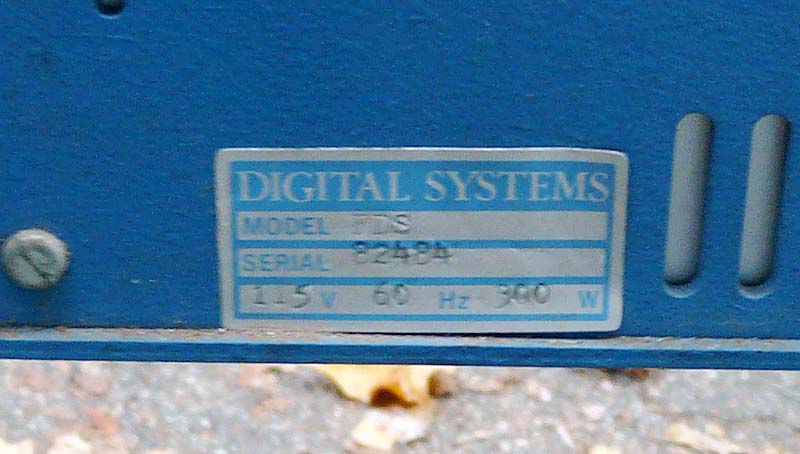 DIGITAL SYSTEMS
MODEL FDS
SERIAL 82484
115 V 60 Hz 300 W